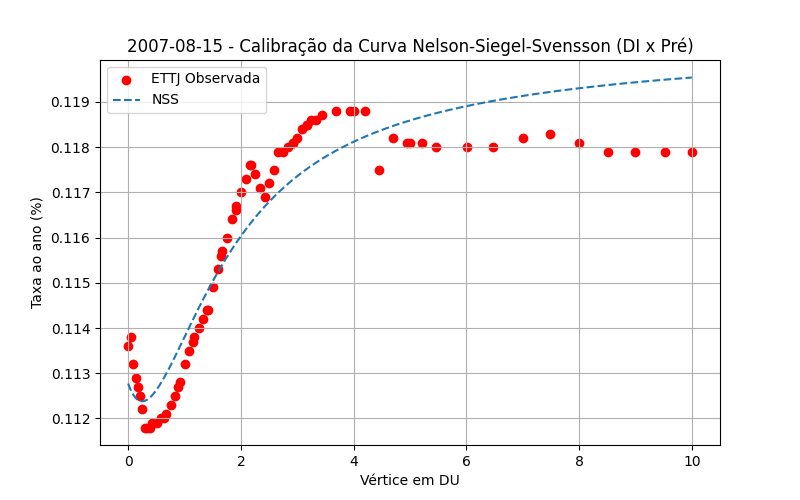 2007-08-15 - Calibração da Curva Nelson-Siegel-Svensson (DI x Pré)
ETTJ Observada
NSS
0.119
0.118
0.117
0.116
0.115
0.114
0.113
0.112
Taxa ao ano (%)
0 2 4 6 8 10
Vértice em DU